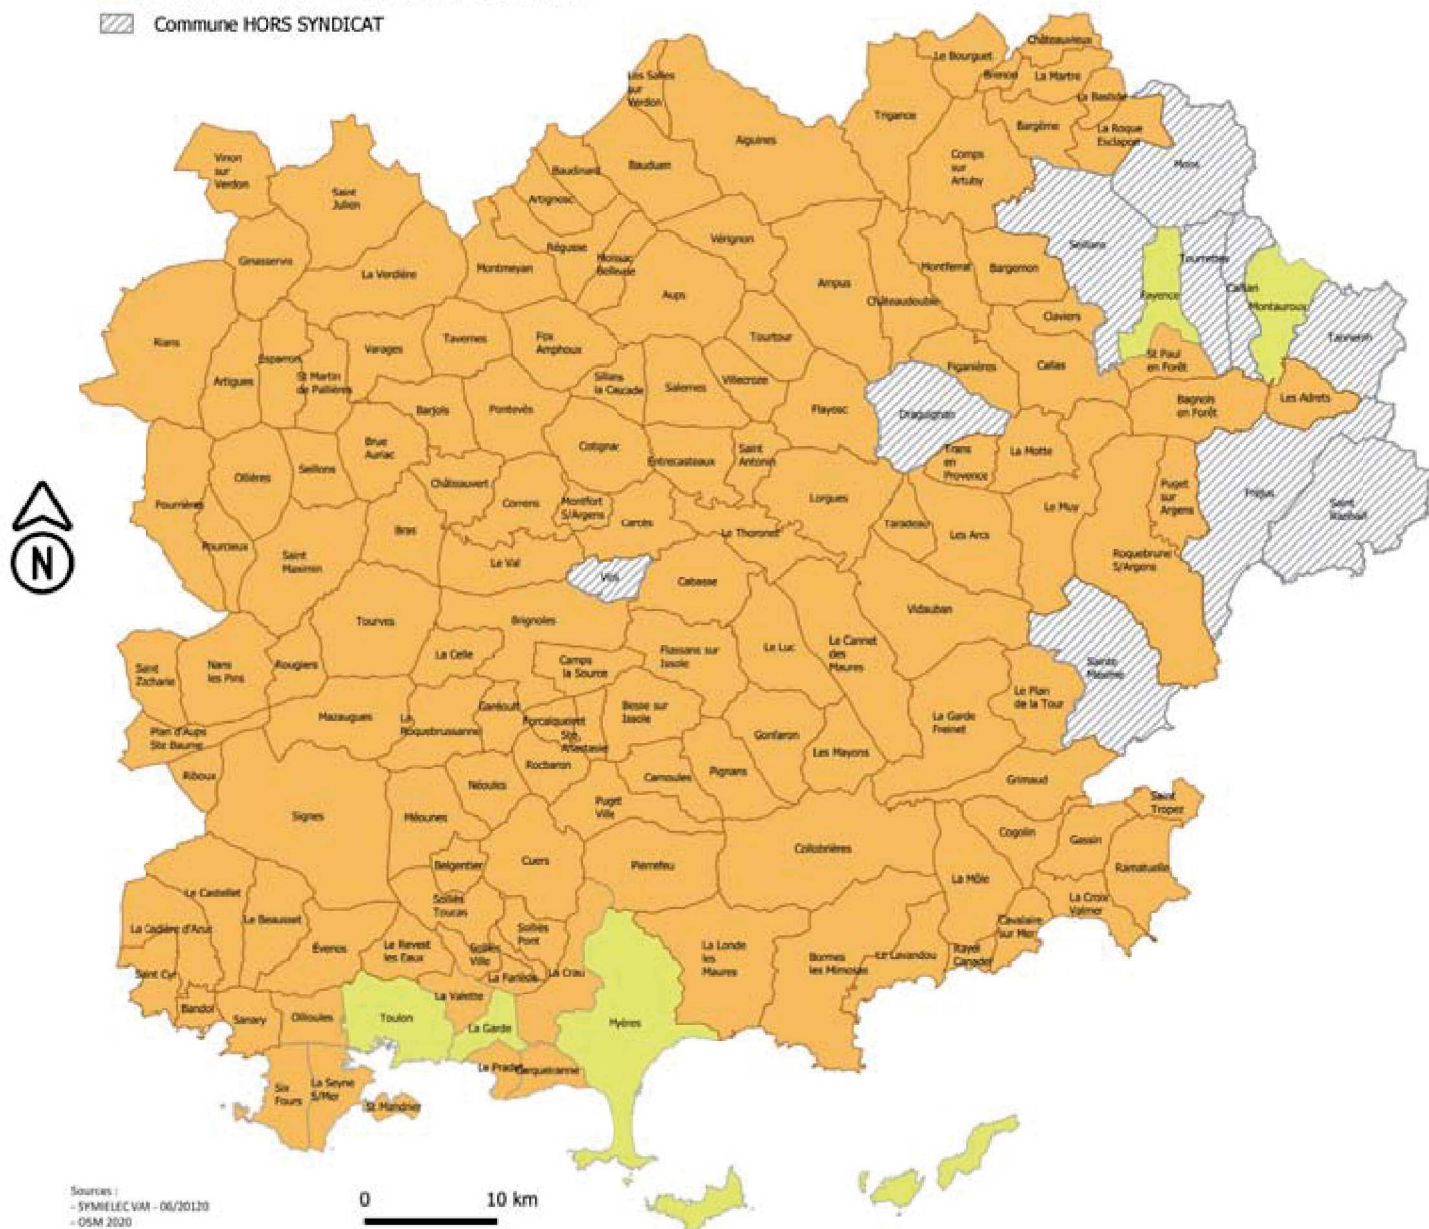 Commune HORS SYNDICAT
Châteauvieux
Le Bourguet
Brenon
La Martre
Les Salles
sur
Verdon
La Bastide
Trigance
Bargème
La Roque
Esclapon
Aiguines
Vinon
sur
Verdon
Bauduen
Comps
sur
Artuby
Mons
Baudinard
Saint
Julien
Artignosc
Vérignon
Seillans
Régusse
Moissac
Bellevue
Ginasservis
La Verdière
Montmeyan
Montferrat
Bargemon
Tourrettes
Ampus
Aups
Châteaudouble
Fayence
Callian
Montauroux
Claviers
Rians
Esparron
Varages
Tavernes
Fox
Amphoux
Tourtour
Tanneron
Artigues
St Martin
de Pallières
Sillans
la Cascade
Salernes
Villecroze
Figanières
Callas
St Paul
en Forêt
Barjols
Pontevès
Flayosc
Draguignan
Bagnols
en Forêt
Les Adrets
Brue
Auriac
Cotignac
Entrecasteaux
Saint
Antonin
Trans
en
Provence
La Motte
Ollières
Seillons
Châteauvert
Correns
Montfort
S/Argens
Lorgues
Puget
sur
Argens
Fréjus
Saint
Raphaël
Pourrières
Carcès
Le Muy
Bras
Le Thoronet
Taradeau
Les Arcs
Pourcieux
Saint
Maximin
Le Val
Vins
Cabasse
Roquebrune
S/Argens
N
Tourves
Brignoles
Vidauban
Saint
Zacharie
Nans
les Pins
Rougiers
La Celle
Camps
la Source
Flassans sur
Issole
Le Luc
Le Cannet
des
Maures
Sainte
Maxime
Mazaugues
La
Roquebrussanne
Garéoult
Forcalqueiret
Ste
Anastasie
Besse sur
Issole
Le Plan
de la Tour
Plan d'Aups
Ste Baume
Gonfaron
Les Mayons
La Garde
Freinet
Riboux
Néoules
Rocbaron
Carnoules
Pignans
Grimaud
Signes
Méounes
Puget
Ville
Saint
Tropez
Cogolin
Gassin
Belgentier
Cuers
Pierrefeu
Collobrières
Ramatuelle
Le Castellet
La Môle
La Croix
Valmer
Solliès
Toucas
La Cadière d'Azur
Le Beausset
Évenos
Le Revest
les Eaux
Solliès
Pont
Solliès
Ville
La Londe
les
Maures
Cavalaire
sur Mer
Bormes
les Mimosas
Le Lavandou
Rayol
Canadel
Saint Cyr
La Farlède
La Crau
Bandol
Sanary
Ollioules
Toulon
La Valette
La Garde
Hyères
Le Pradet
Carqueiranne
Six
Fours
La Seyne
S/Mer
St Mandrier
Sources :
- SYMIELEC VAR - 06/20120
- OSM 2020
0 10 km